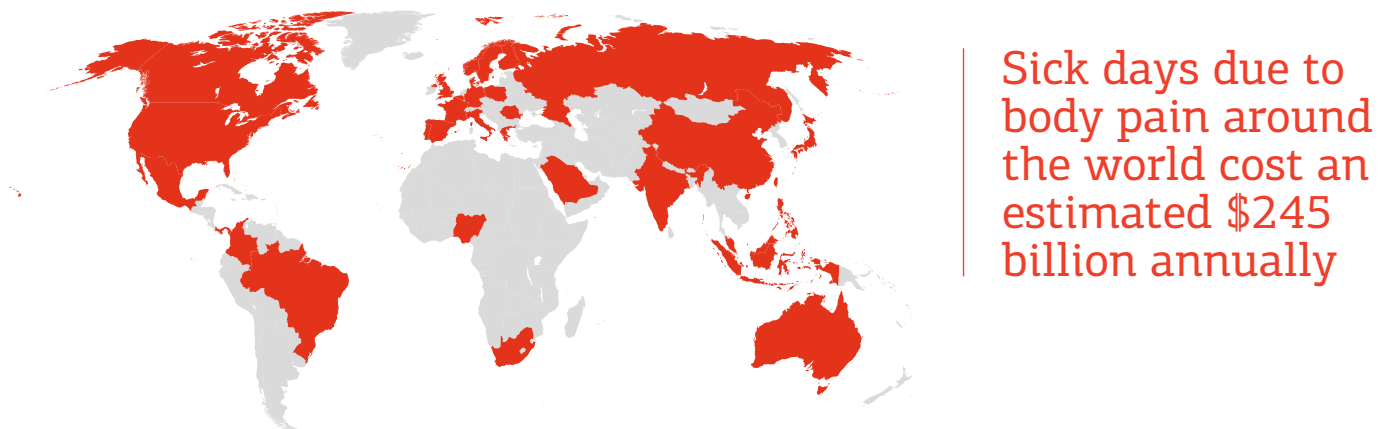 Sick days due to
body pain around
the world cost an
estimated $245
billion annually